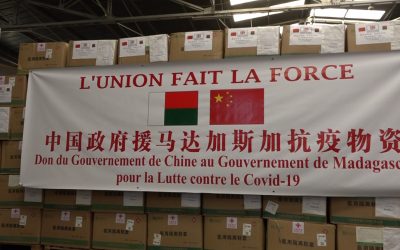 L'UNION FAIT LA FORCE
中国政府援马达加斯加抗疫物资
Don du Gouvernement de Chine au Gouvernement de Madagasc
pour la Lutte contre le Covid-19